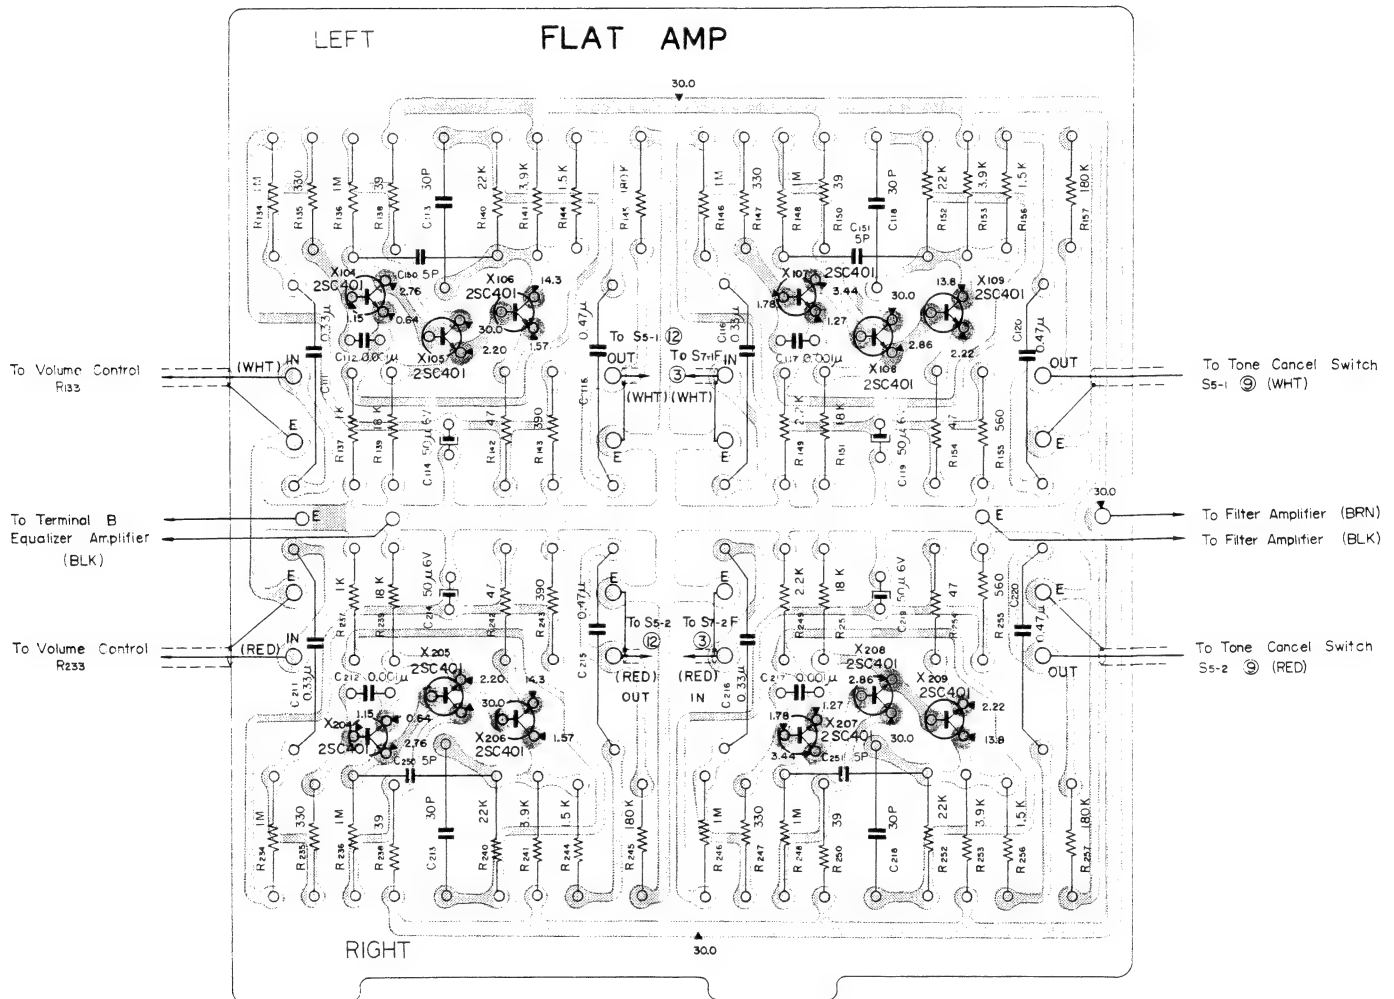 LEFT
FLAT AMP
30.0
1M
330
1M
39
30P
22K
3.9K
1.5K
180K
1M
330
1M
39
30P
22K
3.9K
1.5K
180K
R134
R135
R136
R138
C113
R140
R141
R144
R145
R146
R147
R148
R150
C118
R152
R153
R156
R157
C151
5P
X104
2SC401
C150 5P
2.76
X106
2SC401
14.3
X107
2SC401
3.44
30.0
13.8
X109
2SC401
1.15
0.64
30.0
1.78
1.27
2.86
2.22
X105
2SC401
2.20
1.57
X108
2SC401
0.33µ
C111
C112 0.001µ
0.47µ
C115
To S5-1 ⑫
OUT
To S7-1F
③
IN
C116
0.33µ
C117 0.001µ
C120
0.47µ
OUT
(WHT) (WHT)
To Volume Control
R133
(WHT)
IN
E
To Tone Cancel Switch
S5-1 ⑨ (WHT)
E
E
E
1K
18K
50µ 6V
47
390
2.2K
18K
50µ 6V
47
560
R137
R139
C114
R142
R143
R149
R151
C119
R154
R155
To Terminal B
Equalizer Amplifier
(BLK)
E
E
30.0
To Filter Amplifier (BRN)
To Filter Amplifier (BLK)
1K
18K
50µ 6V
47
390
2.2K
18K
50µ 6V
47
560
R237
R239
C214
R242
R243
R249
R251
C219
R254
R255
To Volume Control
R233
(RED)
E
IN
C211
0.33µ
C212 0.001µ
0.47µ
C215
E
To S5-2
⑫
(RED)
OUT
E
To S7-2F
③
(RED)
IN
C216
0.33µ
C217 0.001µ
C220
0.47µ
E
OUT
To Tone Cancel Switch
S5-2 ⑨ (RED)
X205
2SC401
2.20
14.3
X208
2SC401
2.86
X209
2SC401
2.22
X204
2SC401
1.15
0.64
2.76
30.0
X206
2SC401
1.57
1.78
1.27
X207
2SC401
3.44
30.0
13.8
C250 5P
C251 5P
1M
330
1M
39
30P
22K
3.9K
1.5K
180K
1M
330
1M
39
30P
22K
3.9K
1.5K
180K
R234
R235
R236
R238
C213
R240
R241
R244
R245
R246
R247
R248
R250
C218
R252
R253
R256
R257
RIGHT
30.0